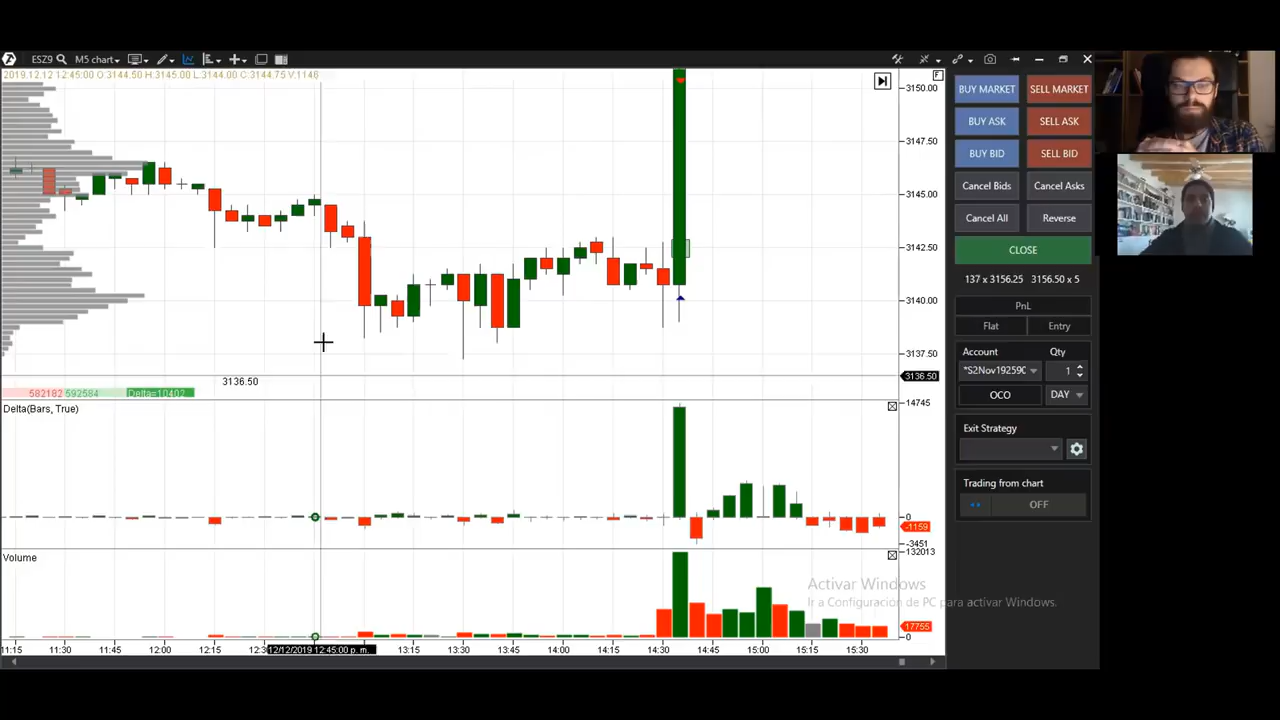 ESZ9 M5 chart
2019.12.12 12:45:00 O:3144.50 H:3145.00 L:3144.00 C:3144.75 V:1146
F
3150.00
3147.50
3145.00
3142.50
3140.00
3137.50
3136.50
3136.50
582182 592584 Delta=10402
Delta(Bars, True)
14745
0
-1159
-3451
Volume
132013
17755
0
11:15 11:30 11:45 12:00 12:15 12:3 12/12/2019 12:45:00 p. m. 13:15 13:30 13:45 14:00 14:15 14:30 14:45 15:00 15:15 15:30
BUY MARKET SELL MARKET
BUY ASK SELL ASK
BUY BID SELL BID
Cancel Bids Cancel Asks
Cancel All Reverse
CLOSE
137 x 3156.25 3156.50 x 5
PnL
Flat Entry
Account Qty
*S2Nov19259C 1
OCO DAY
Exit Strategy
Trading from chart
OFF
Activar Windows
Ir a Configuración de PC para activar Windows.